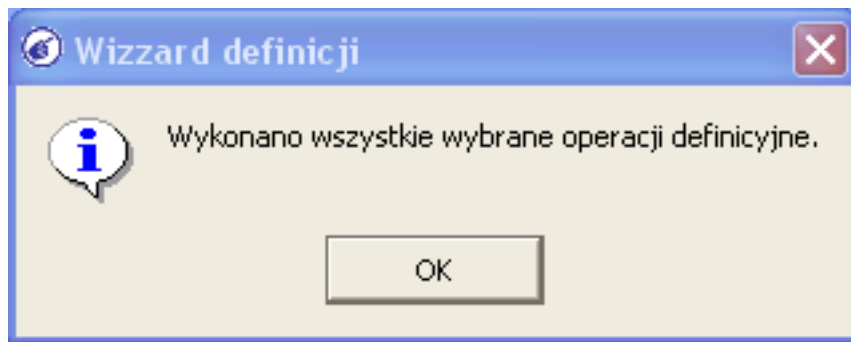 Wizzard definicji
Wykonano wszystkie wybrane operacji definicyjne.
OK